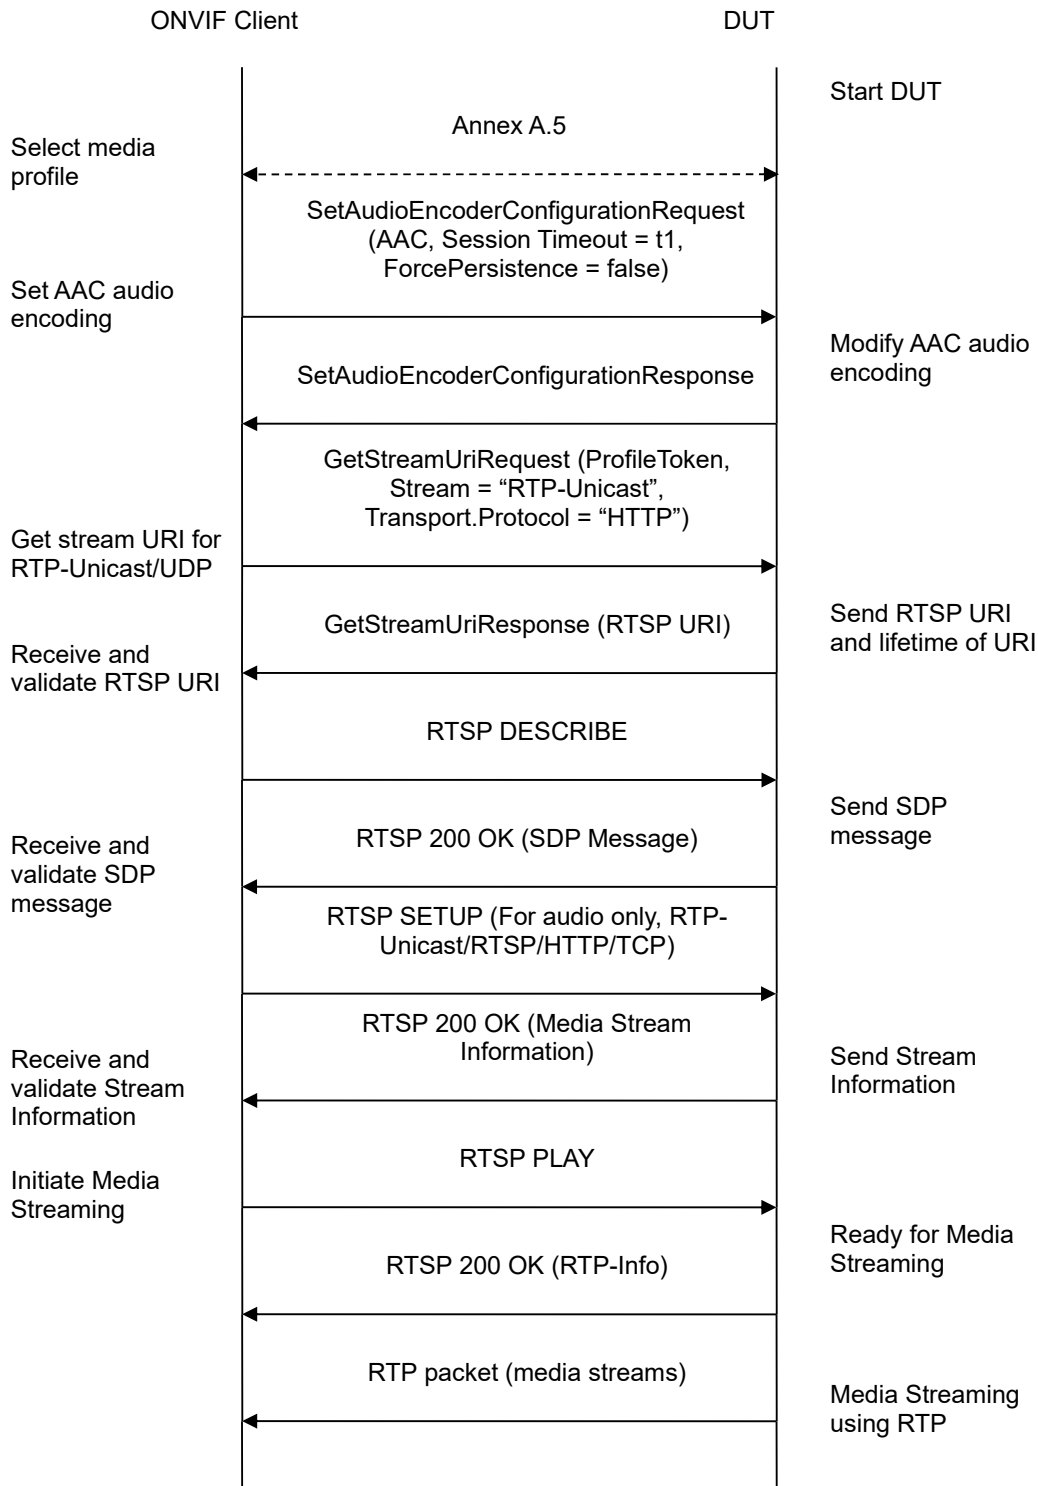 ONVIF Client
DUT
Start DUT
Annex A.5
Select media
profile
SetAudioEncoderConfigurationRequest
(AAC, Session Timeout = t1,
ForcePersistence = false)
Set AAC audio
encoding
Modify AAC audio
encoding
SetAudioEncoderConfigurationResponse
GetStreamUriRequest (ProfileToken,
Stream = “RTP-Unicast”,
Transport.Protocol = “HTTP”)
Get stream URI for
RTP-Unicast/UDP
Send RTSP URI
and lifetime of URI
GetStreamUriResponse (RTSP URI)
Receive and
validate RTSP URI
RTSP DESCRIBE
Send SDP
message
RTSP 200 OK (SDP Message)
Receive and
validate SDP
message
RTSP SETUP (For audio only, RTP-
Unicast/RTSP/HTTP/TCP)
RTSP 200 OK (Media Stream
Information)
Send Stream
Information
Receive and
validate Stream
Information
RTSP PLAY
Initiate Media
Streaming
Ready for Media
Streaming
RTSP 200 OK (RTP-Info)
RTP packet (media streams)
Media Streaming
using RTP